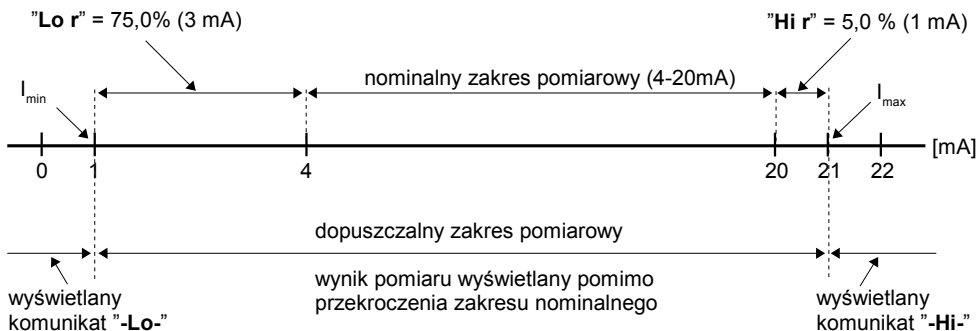 ”Lo r” = 75,0% (3 mA)
”Hi r” = 5,0 % (1 mA)
nominalny zakres pomiarowy (4-20mA)
Imin
Imax
0 1 4 20 21 22 [mA]
dopuszczalny zakres pomiarowy
wynik pomiaru wyświetlany pomimo
przekroczenia zakresu nominalnego
wyświetlany
komunikat ”-Lo-”
wyświetlany
komunikat ”-Hi-”